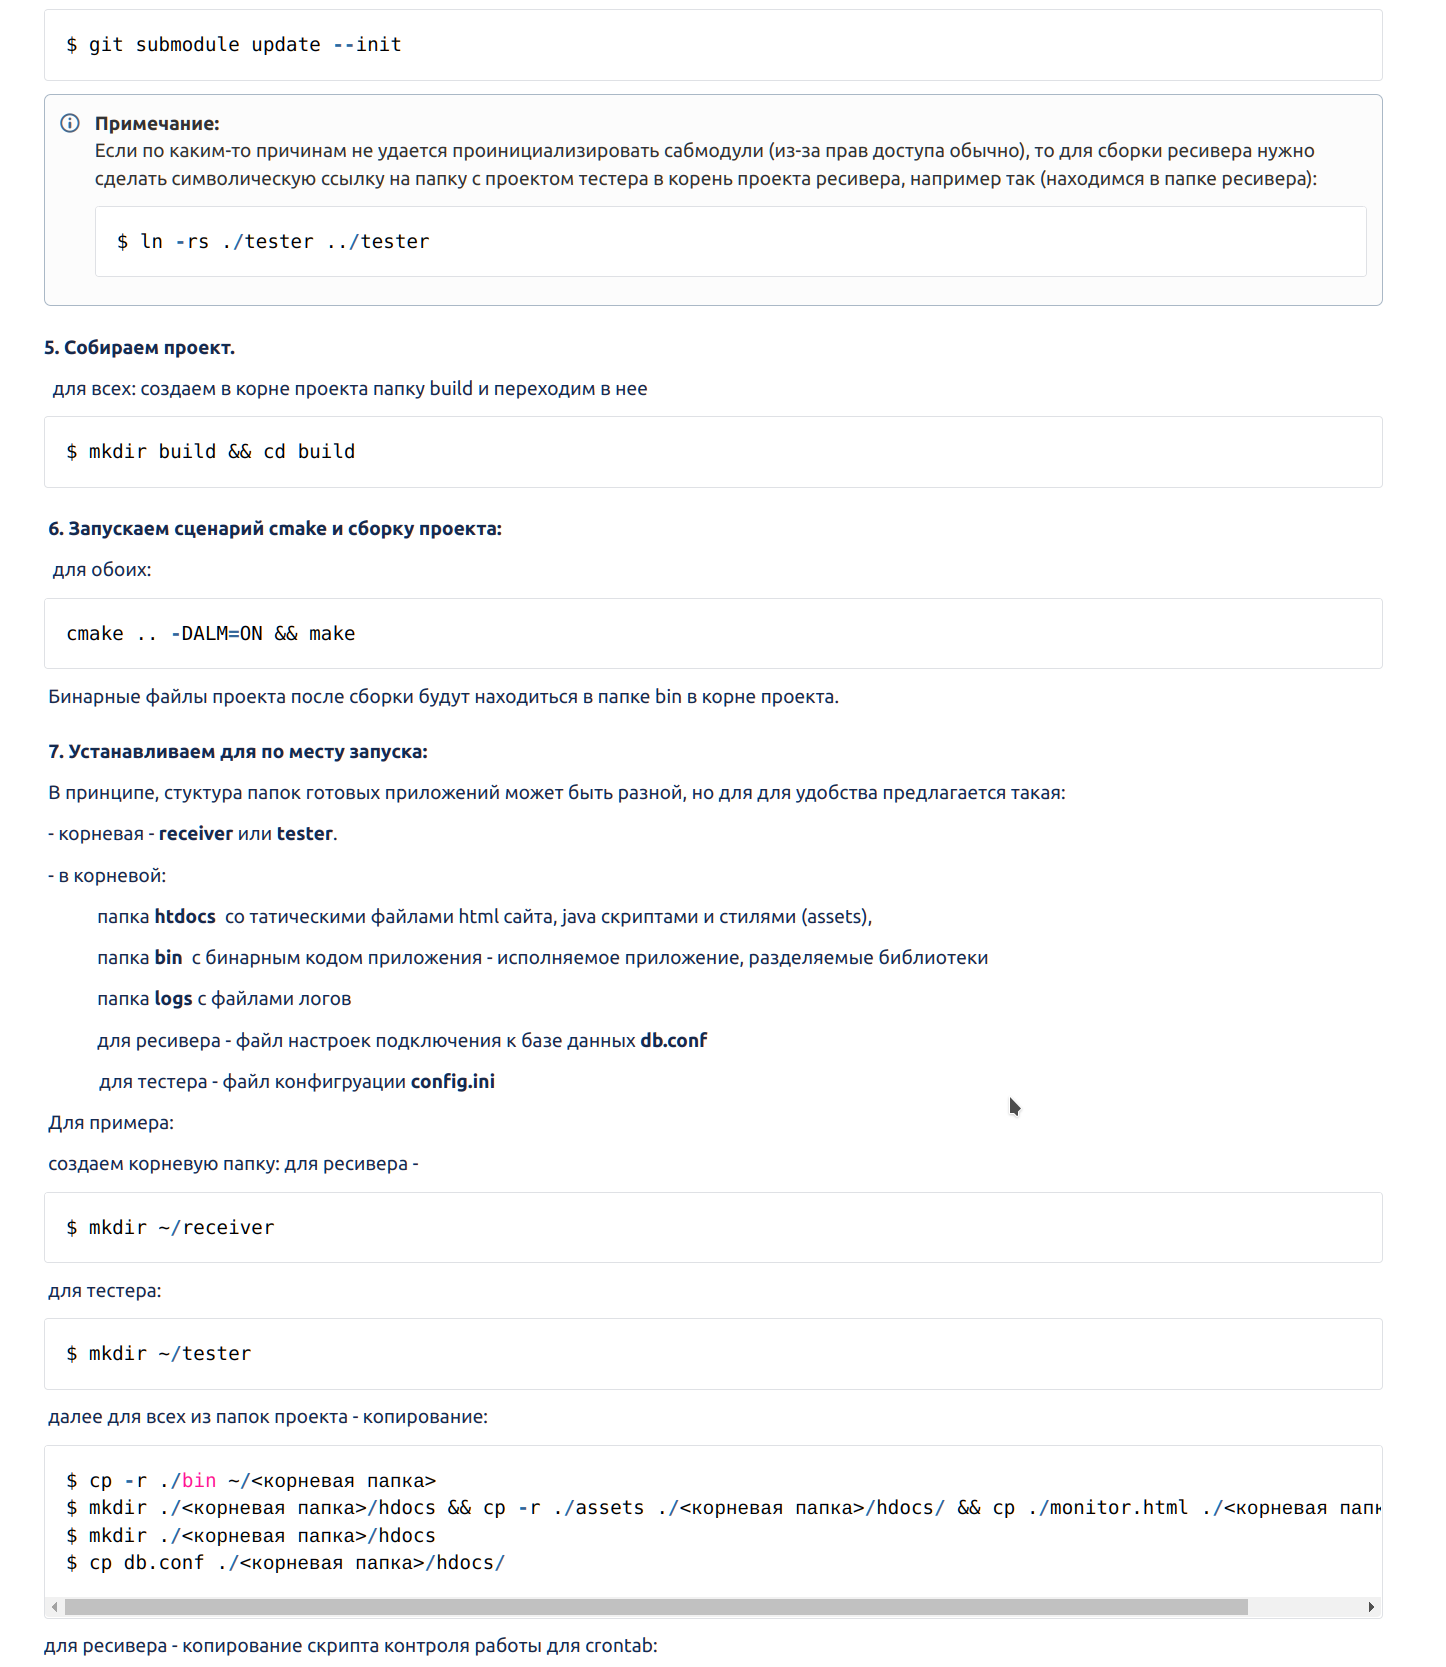 $ git submodule update --init
Примечание:
Если по каким-то причинам не удается проинициализировать сабмодули (из-за прав доступа обычно), то для сборки ресивера нужно
сделать символическую ссылку на папку с проектом тестера в корень проекта ресивера, например так (находимся в папке ресивера):
$ ln -rs ./tester ../tester
5. Собираем проект.
для всех: создаем в корне проекта папку build и переходим в нее
$ mkdir build && cd build
6. Запускаем сценарий cmake и сборку проекта:
для обоих:
cmake .. -DALM=ON && make
Бинарные файлы проекта после сборки будут находиться в папке bin в корне проекта.
7. Устанавливаем для по месту запуска:
В принципе, стуктура папок готовых приложений может быть разной, но для для удобства предлагается такая:
- корневая - receiver или tester.
- в корневой:
папка htdocs со татическими файлами html сайта, java скриптами и стилями (assets),
папка bin с бинарным кодом приложения - исполняемое приложение, разделяемые библиотеки
папка logs с файлами логов
для ресивера - файл настроек подключения к базе данных db.conf
для тестера - файл конфигруации config.ini
Для примера:
создаем корневую папку: для ресивера -
$ mkdir ~/receiver
для тестера:
$ mkdir ~/tester
далее для всех из папок проекта - копирование:
$ cp -r ./bin ~/<корневая папка>
$ mkdir ./<корневая папка>/hdocs && cp -r ./assets ./<корневая папка>/hdocs/ && cp ./monitor.html ./<корневая папк
$ mkdir ./<корневая папка>/hdocs
$ cp db.conf ./<корневая папка>/hdocs/
для ресивера - копирование скрипта контроля работы для crontab: